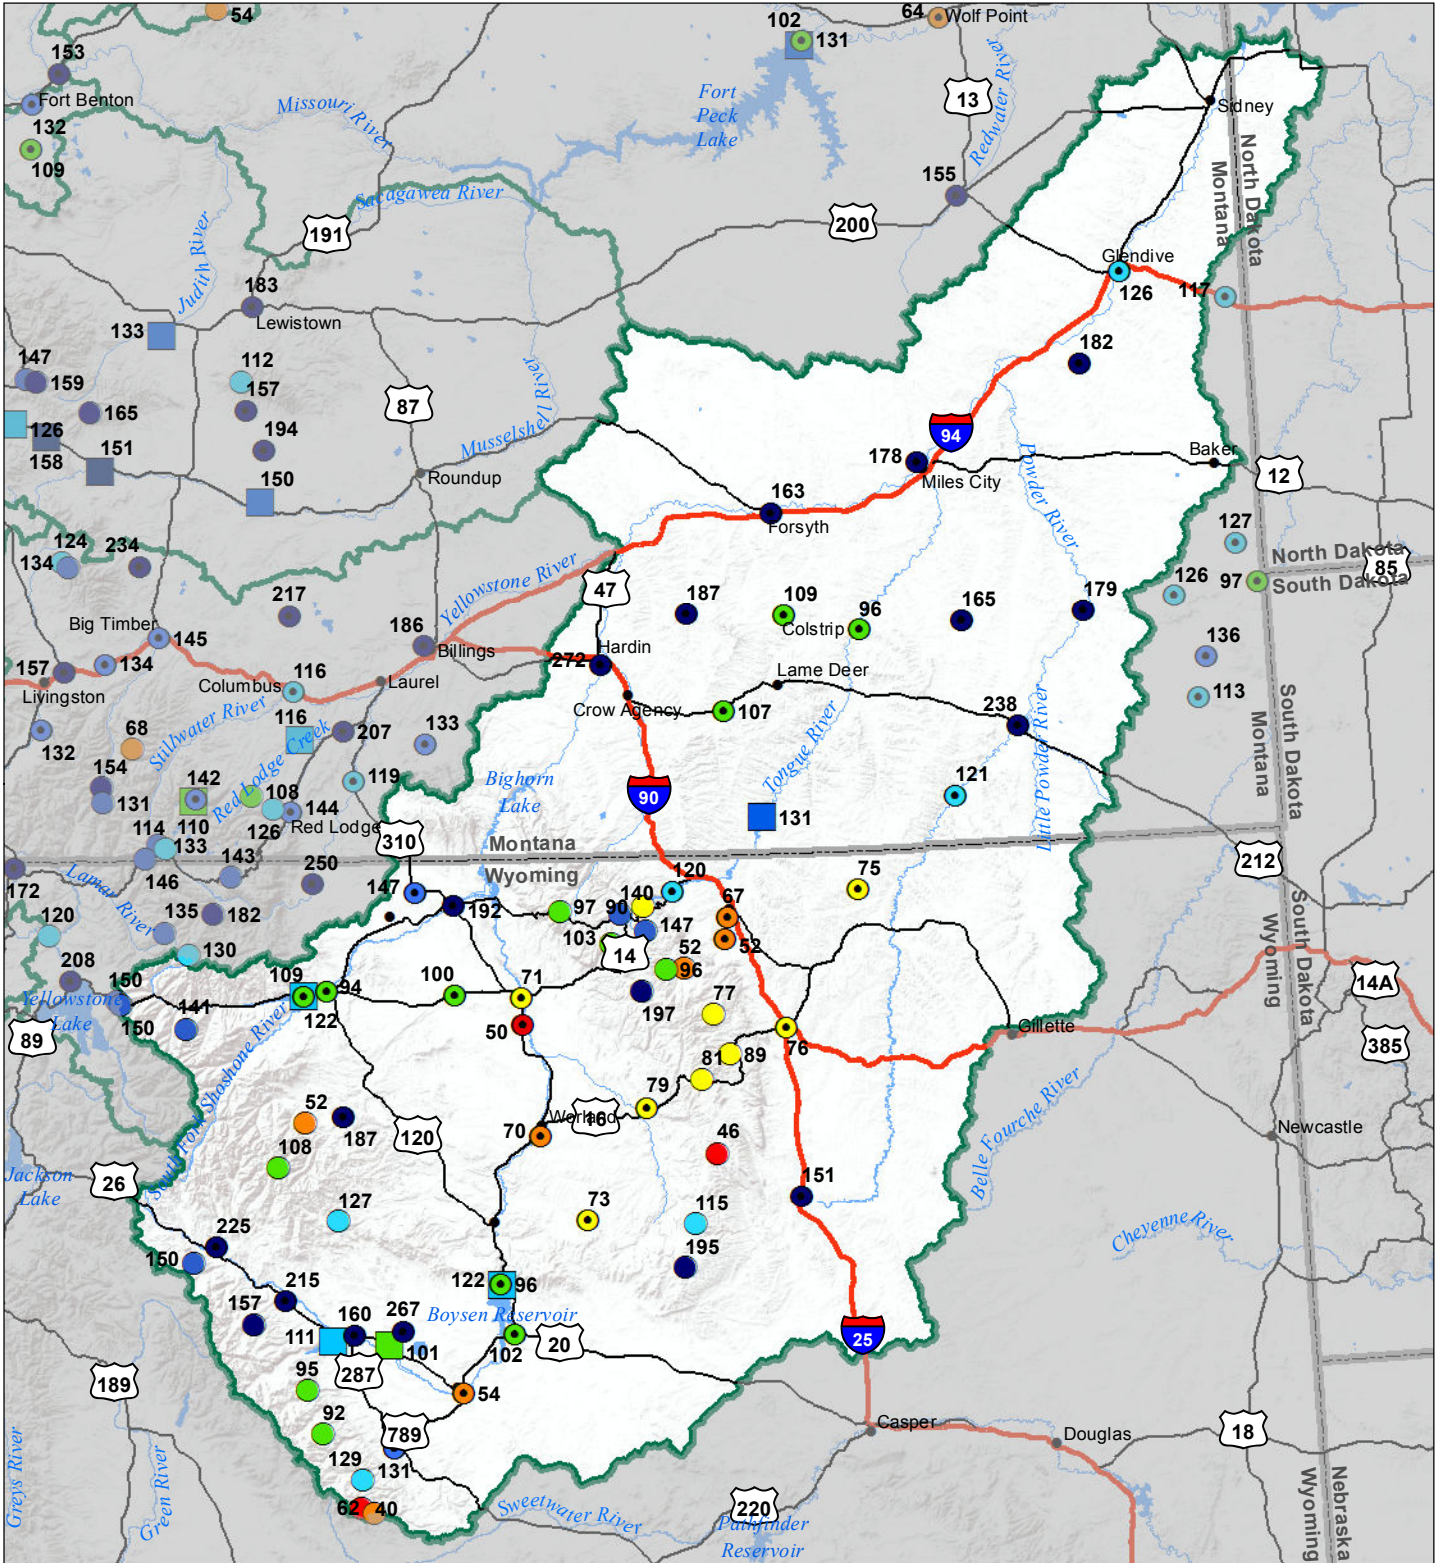 54
102
131
64
Wolf Point
153
Fort Benton
132
109
Missouri River
Fort
Peck
Lake
13
Redwater River
Sidney
North Dakota
Montana
155
Sacagawea River
191
200
Judith River
183
Lewistown
133
Glendive
126
117
147
159
112
157
87
182
165
126
158
151
194
150
Musselshell River
Roundup
94
178
Miles City
Baker
12
163
Forsyth
Powder River
127
North Dakota
South Dakota
85
124
134
234
Yellowstone River
47
126
97
217
187
109
Colstrip
96
165
179
Big Timber
145
186
Billings
Hardin
272
136
157
134
Livingston
Columbus
116
Laurel
Lame Deer
Crow Agency
107
238
113
South Dakota
Montana
132
68
Stillwater River
116
207
133
Red Lodge Creek
154
131
142
110
108
126
144
Red Lodge
119
Bighorn
Lake
90
Tongue River
131
121
Little Powder River
114
133
146
143
250
310
Montana
Wyoming
212
172
Lamar River
147
192
120
75
South Dakota
Wyoming
120
135
182
130
97
90
140
147
67
52
103
14
52
96
208
150
Yellowstone
Lake
150
141
109
122
94
100
71
50
197
77
14A
89
76
Gillette
385
81
89
79
South Fork Shoshone River
52
187
108
120
Worland
16
70
46
Belle Fourche River
Newcastle
Jackson
Lake
26
127
73
115
151
Cheyenne River
225
150
195
215
122
96
157
160
267
Boysen Reservoir
111
101
102
20
25
287
189
95
54
92
789
Casper
Douglas
18
129
131
62
40
Sweetwater River
220
Pathfinder
Reservoir
Greys River
Green River
Nebraska
Wyoming